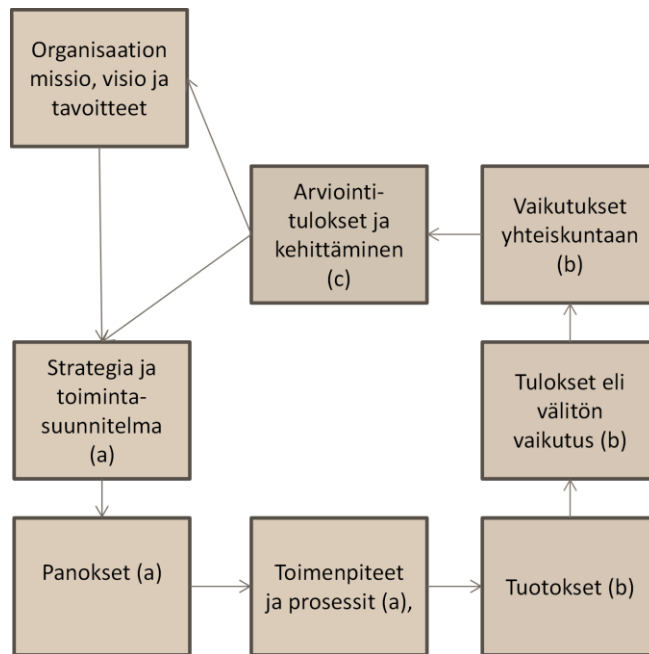 Organisaation
missio, visio ja
tavoitteet
Arviointi-
tulokset ja
kehittäminen
(c)
Vaikutukset
yhteiskuntaan
(b)
Strategia ja
toiminta-
suunnitelma
(a)
Tulokset eli
välitön
vaikutus (b)
Panokset (a)
Toimenpiteet
ja prosessit (a),
Tuotokset (b)